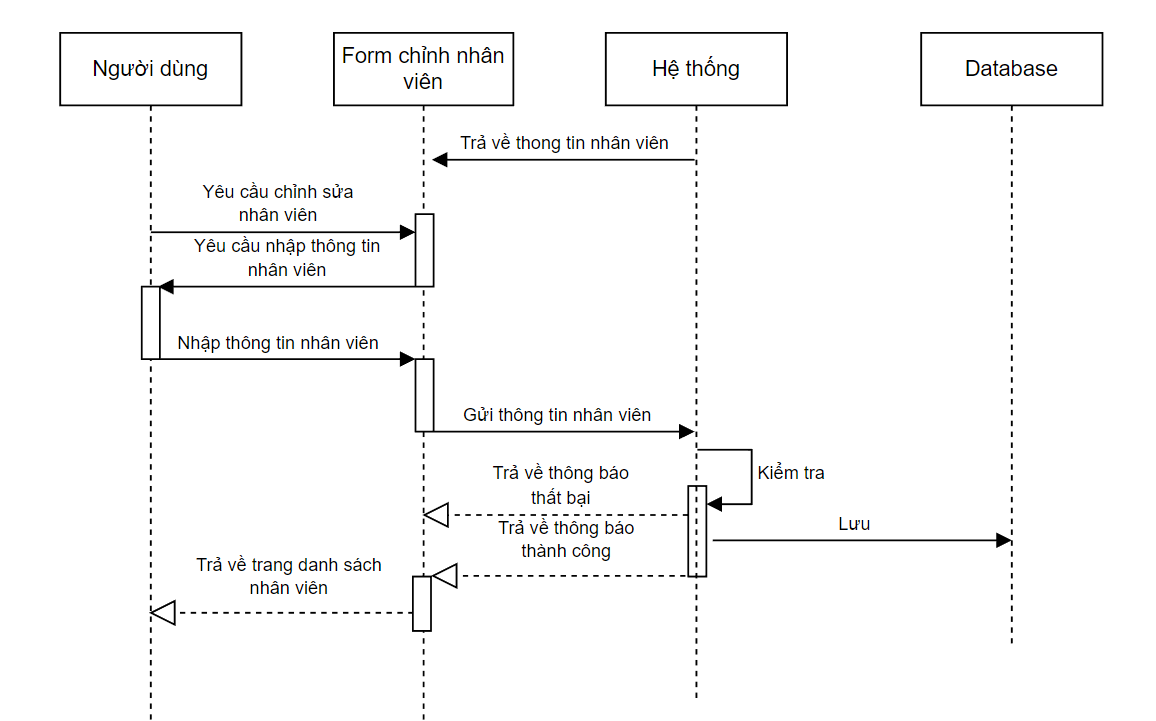 Người dùng
Form chỉnh nhân
viên
Hệ thống
Database
Trả về thong tin nhân viên
Yêu cầu chỉnh sửa
nhân viên
Yêu cầu nhập thông tin
nhân viên
Nhập thông tin nhân viên
Gửi thông tin nhân viên
Kiểm tra
Trả về thông báo
thất bại
Lưu
Trả về thông báo
thành công
Trả về trang danh sách
nhân viên